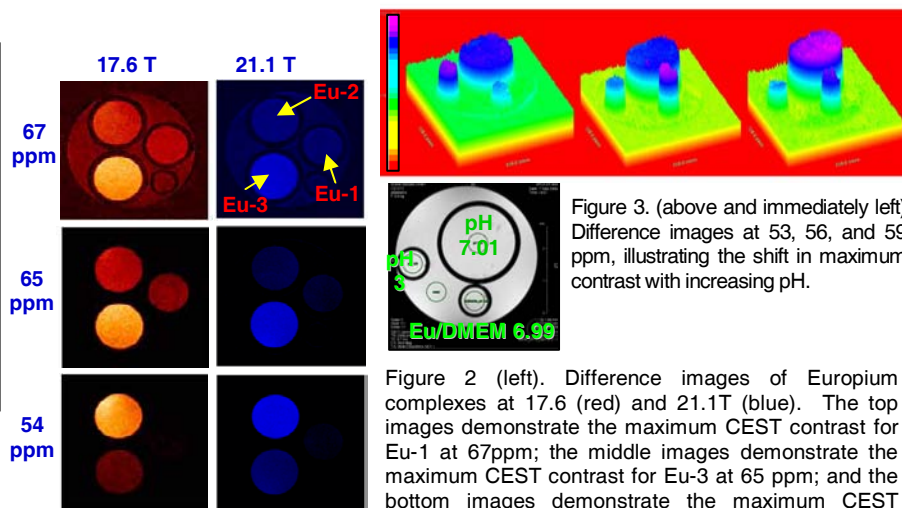 17.6 T 21.1 T
67 ppm
Eu-2
Eu-1
Eu-3
65 ppm
54 ppm
pH 7.01
pH 3
Eu/DMEM 6.99
Figure 3. (above and immediately left)
Difference images at 53, 56, and 59
ppm, illustrating the shift in maximum
contrast with increasing pH.
Figure 2 (left). Difference images of Europium
complexes at 17.6 (red) and 21.1T (blue). The top
images demonstrate the maximum CEST contrast for
Eu-1 at 67ppm; the middle images demonstrate the
maximum CEST contrast for Eu-3 at 65 ppm; and the
bottom images demonstrate the maximum CEST